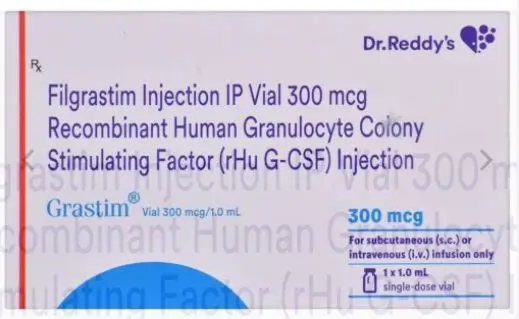 Dr.Reddy's
Rx
Filgrastim Injection IP Vial 300 mcg
Recombinant Human Granulocyte Colony
Stimulating Factor (rHu G-CSF) Injection
grastim Injection IP Vial 300 m
Grastim® Vial 300 mcg/1.0 mL
300 mcg
combinant Human Granulocyt
For subcutaneous (s.c.) or
intravenous (i.v.) infusion only
1 x 1.0 mL
single-dose vial
mulating Factor (rHu G-CSF) I